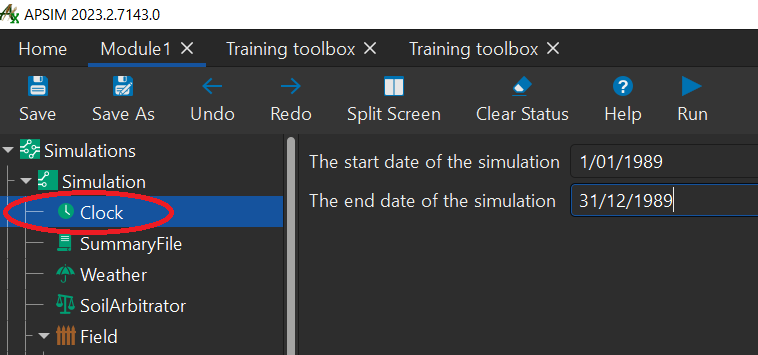 APSIM 2023.2.7143.0
Home Module1 Training toolbox Training toolbox
Save Save As Undo Redo Split Screen Clear Status Help Run
Simulations
Simulation
Clock
SummaryFile
Weather
SoilArbitrator
Field
The start date of the simulation 1/01/1989
The end date of the simulation 31/12/1989